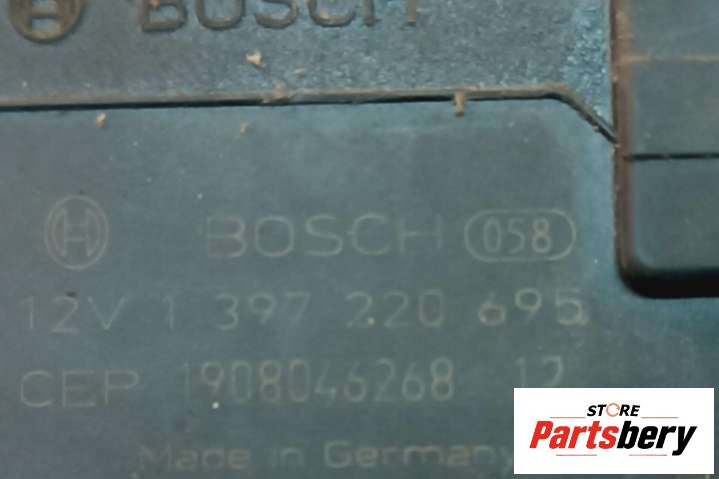 BOSCH
BOSCH 058
12V 1 397 220 695
CEP 1908046268 12
Made in Germany
STORE
Partsbery